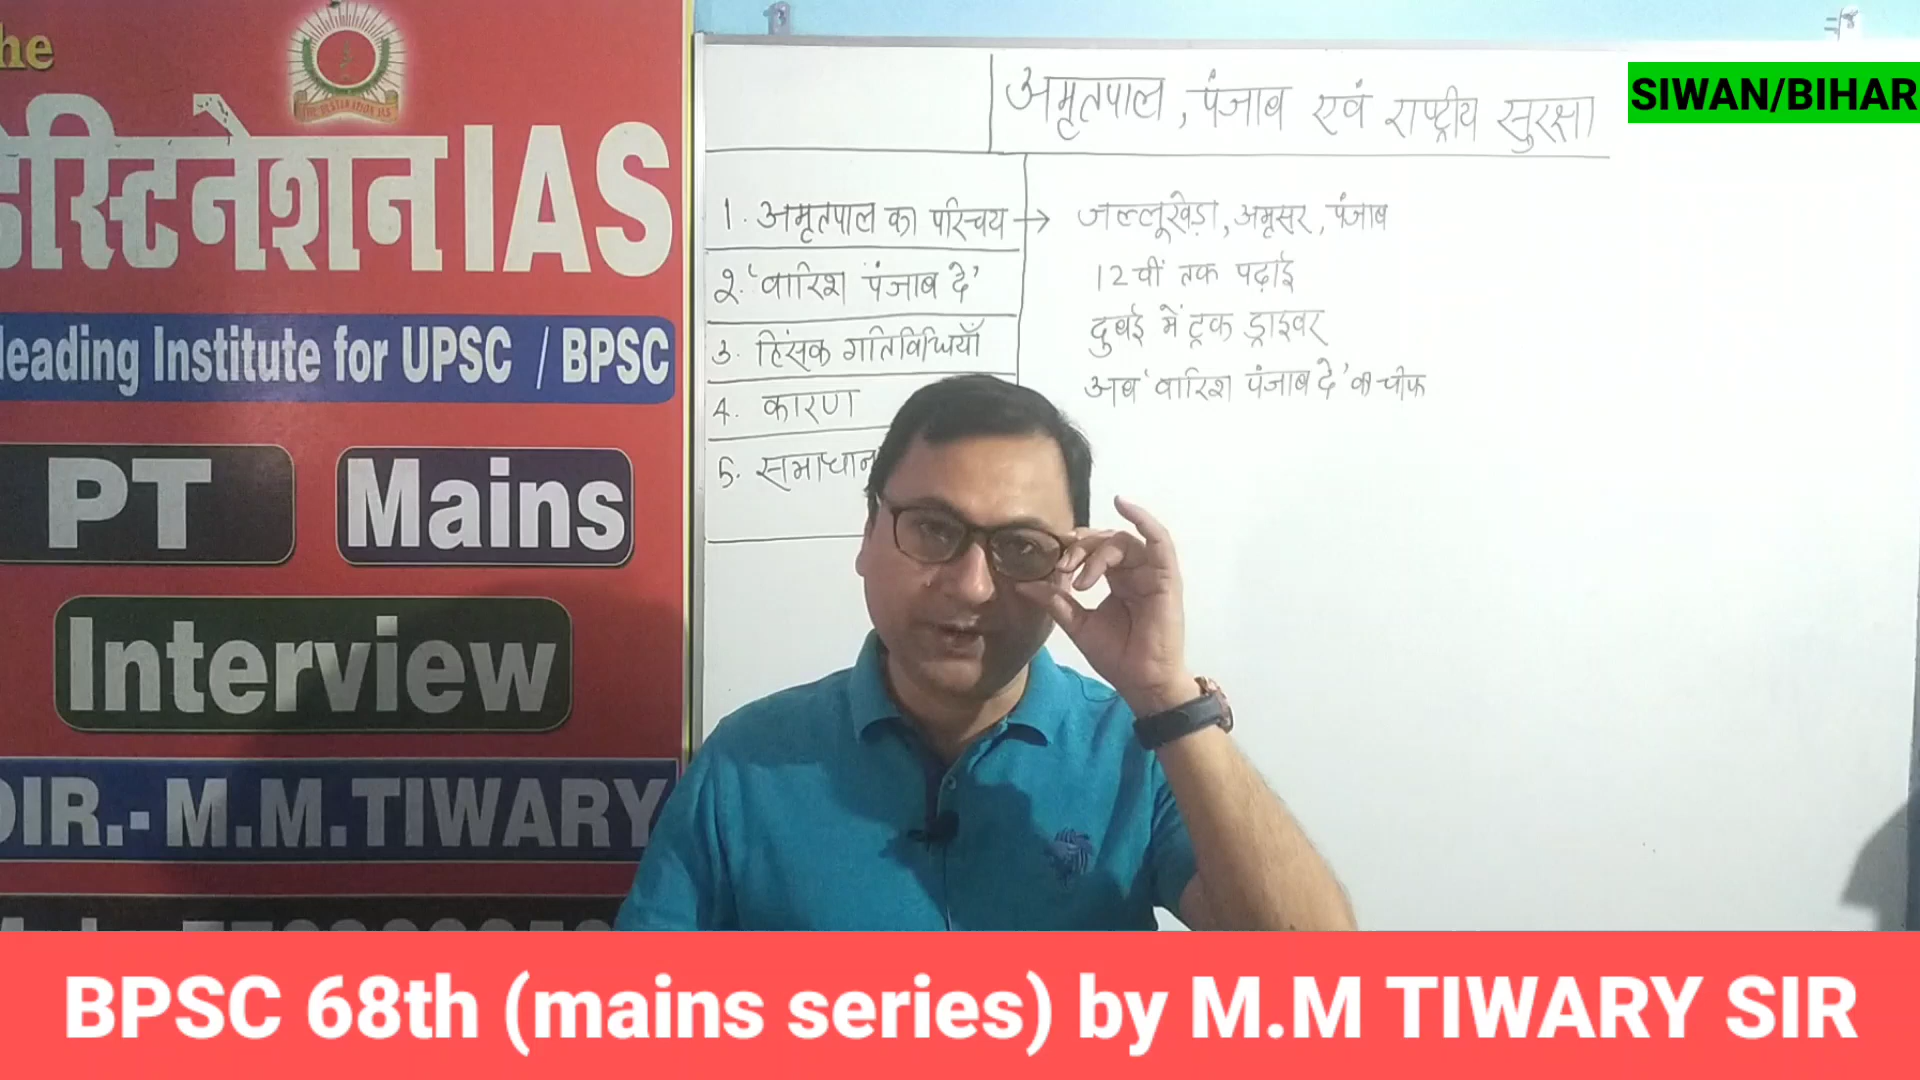 he
डेस्टिनेशन IAS
leading Institute for UPSC / BPSC
PT Mains
Interview
DIR.- M.M.TIWARY
अमृतपाल, पंजाब एवं राष्ट्रीय सुरक्षा
SIWAN/BIHAR
1. अमृतपाल का परिचय → जल्लूखेड़ा, अमृसर, पंजाब
12वीं तक पढ़ाई
दुबई में ट्रक ड्राइवर
अब 'वारिश पंजाब दे' का चीफ
2. 'वारिश पंजाब दे'
3. हिंसक गतिविधियाँ
4. कारण
5. समाधान
BPSC 68th (mains series) by M.M TIWARY SIR